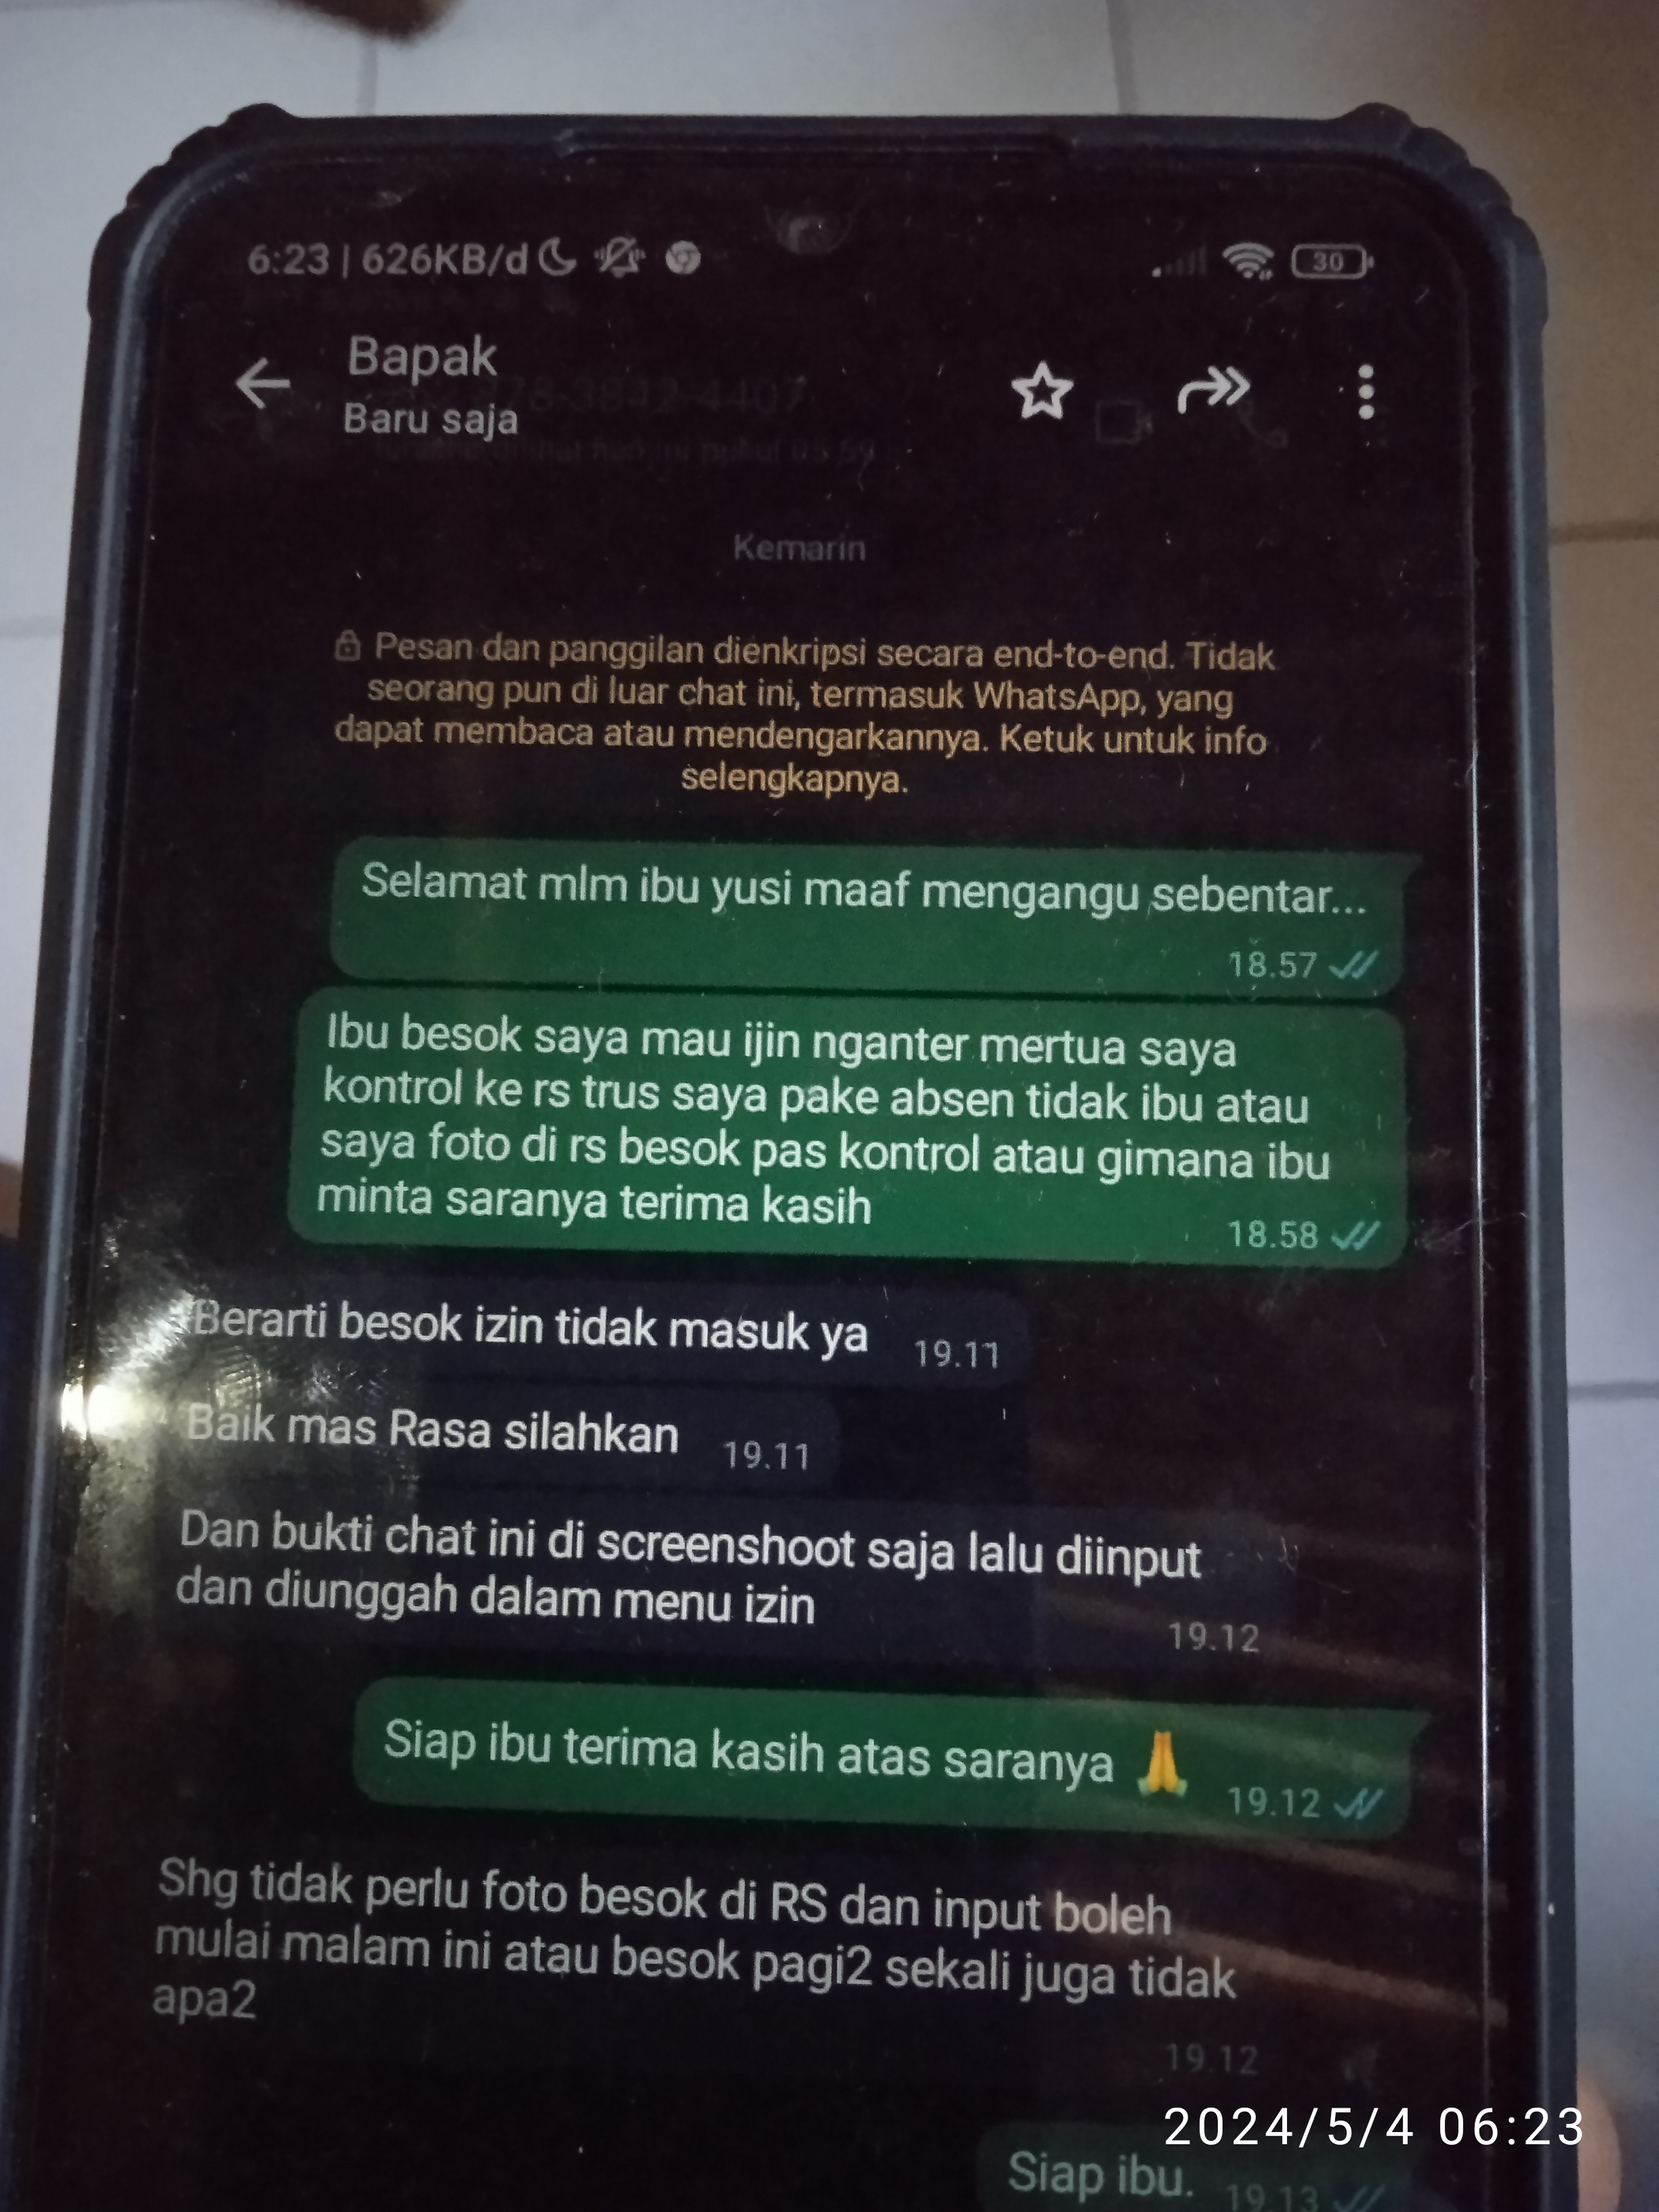 6:23 | 626KB/d
30
Bapak
Baru saja
Kemarin
Pesan dan panggilan dienkripsi secara end-to-end. Tidak
seorang pun di luar chat ini, termasuk WhatsApp, yang
dapat membaca atau mendengarkannya. Ketuk untuk info
selengkapnya.
Selamat mlm ibu yusi maaf mengangu sebentar...
18.57
Ibu besok saya mau ijin nganter mertua saya
kontrol ke rs trus saya pake absen tidak ibu atau
saya foto di rs besok pas kontrol atau gimana ibu
minta saranya terima kasih
18.58
Berarti besok izin tidak masuk ya 19.11
Baik mas Rasa silahkan 19.11
Dan bukti chat ini di screenshoot saja lalu diinput
dan diunggah dalam menu izin
19.12
Siap ibu terima kasih atas saranya 🙏 19.12
Shg tidak perlu foto besok di RS dan input boleh
mulai malam ini atau besok pagi2 sekali juga tidak
apa2
19.12
2024/5/4 06:23
Siap ibu. 19.13